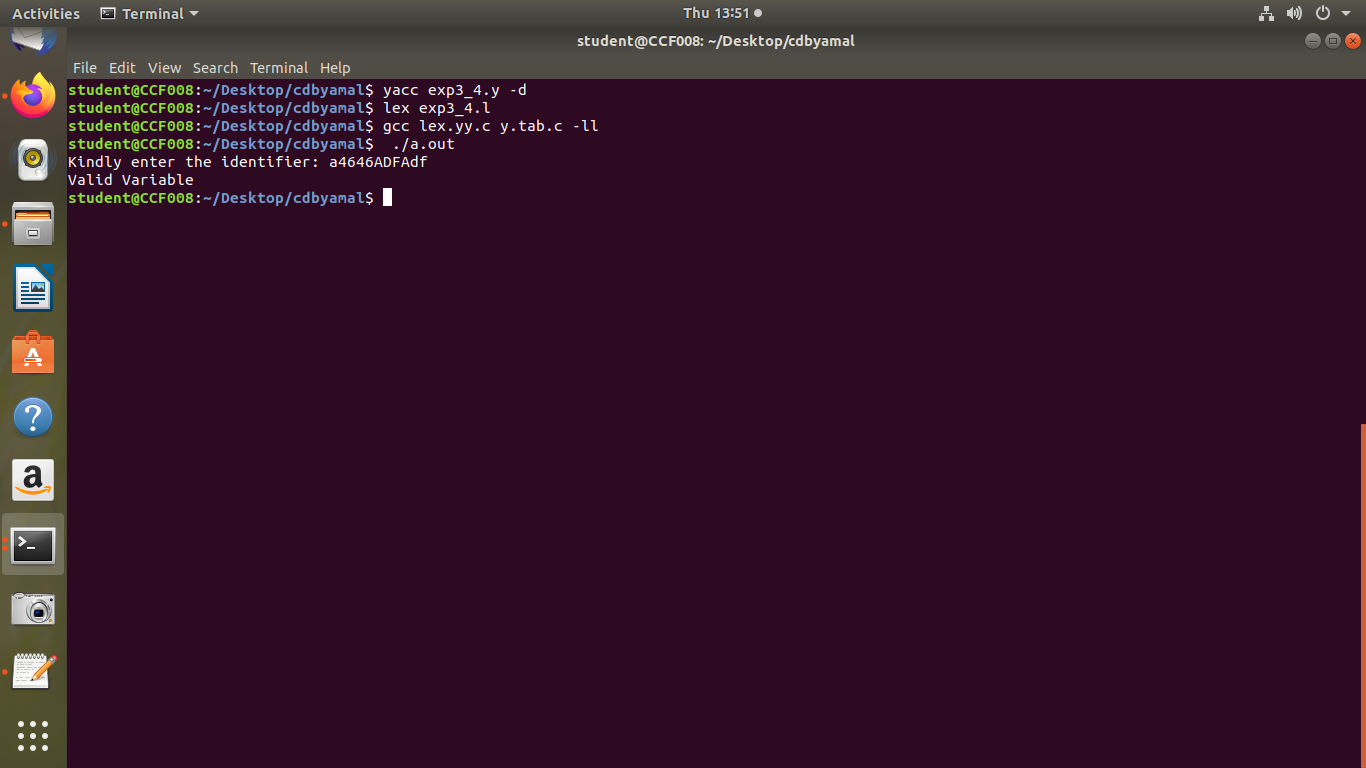 Activities Terminal Thu 13:51
student@CCF008: ~/Desktop/cdbyamal
File Edit View Search Terminal Help
student@CCF008:~/Desktop/cdbyamal$ yacc exp3_4.y -d
student@CCF008:~/Desktop/cdbyamal$ lex exp3_4.l
student@CCF008:~/Desktop/cdbyamal$ gcc lex.yy.c y.tab.c -ll
student@CCF008:~/Desktop/cdbyamal$  ./a.out
Kindly enter the identifier: a4646ADFAdf
Valid Variable
student@CCF008:~/Desktop/cdbyamal$